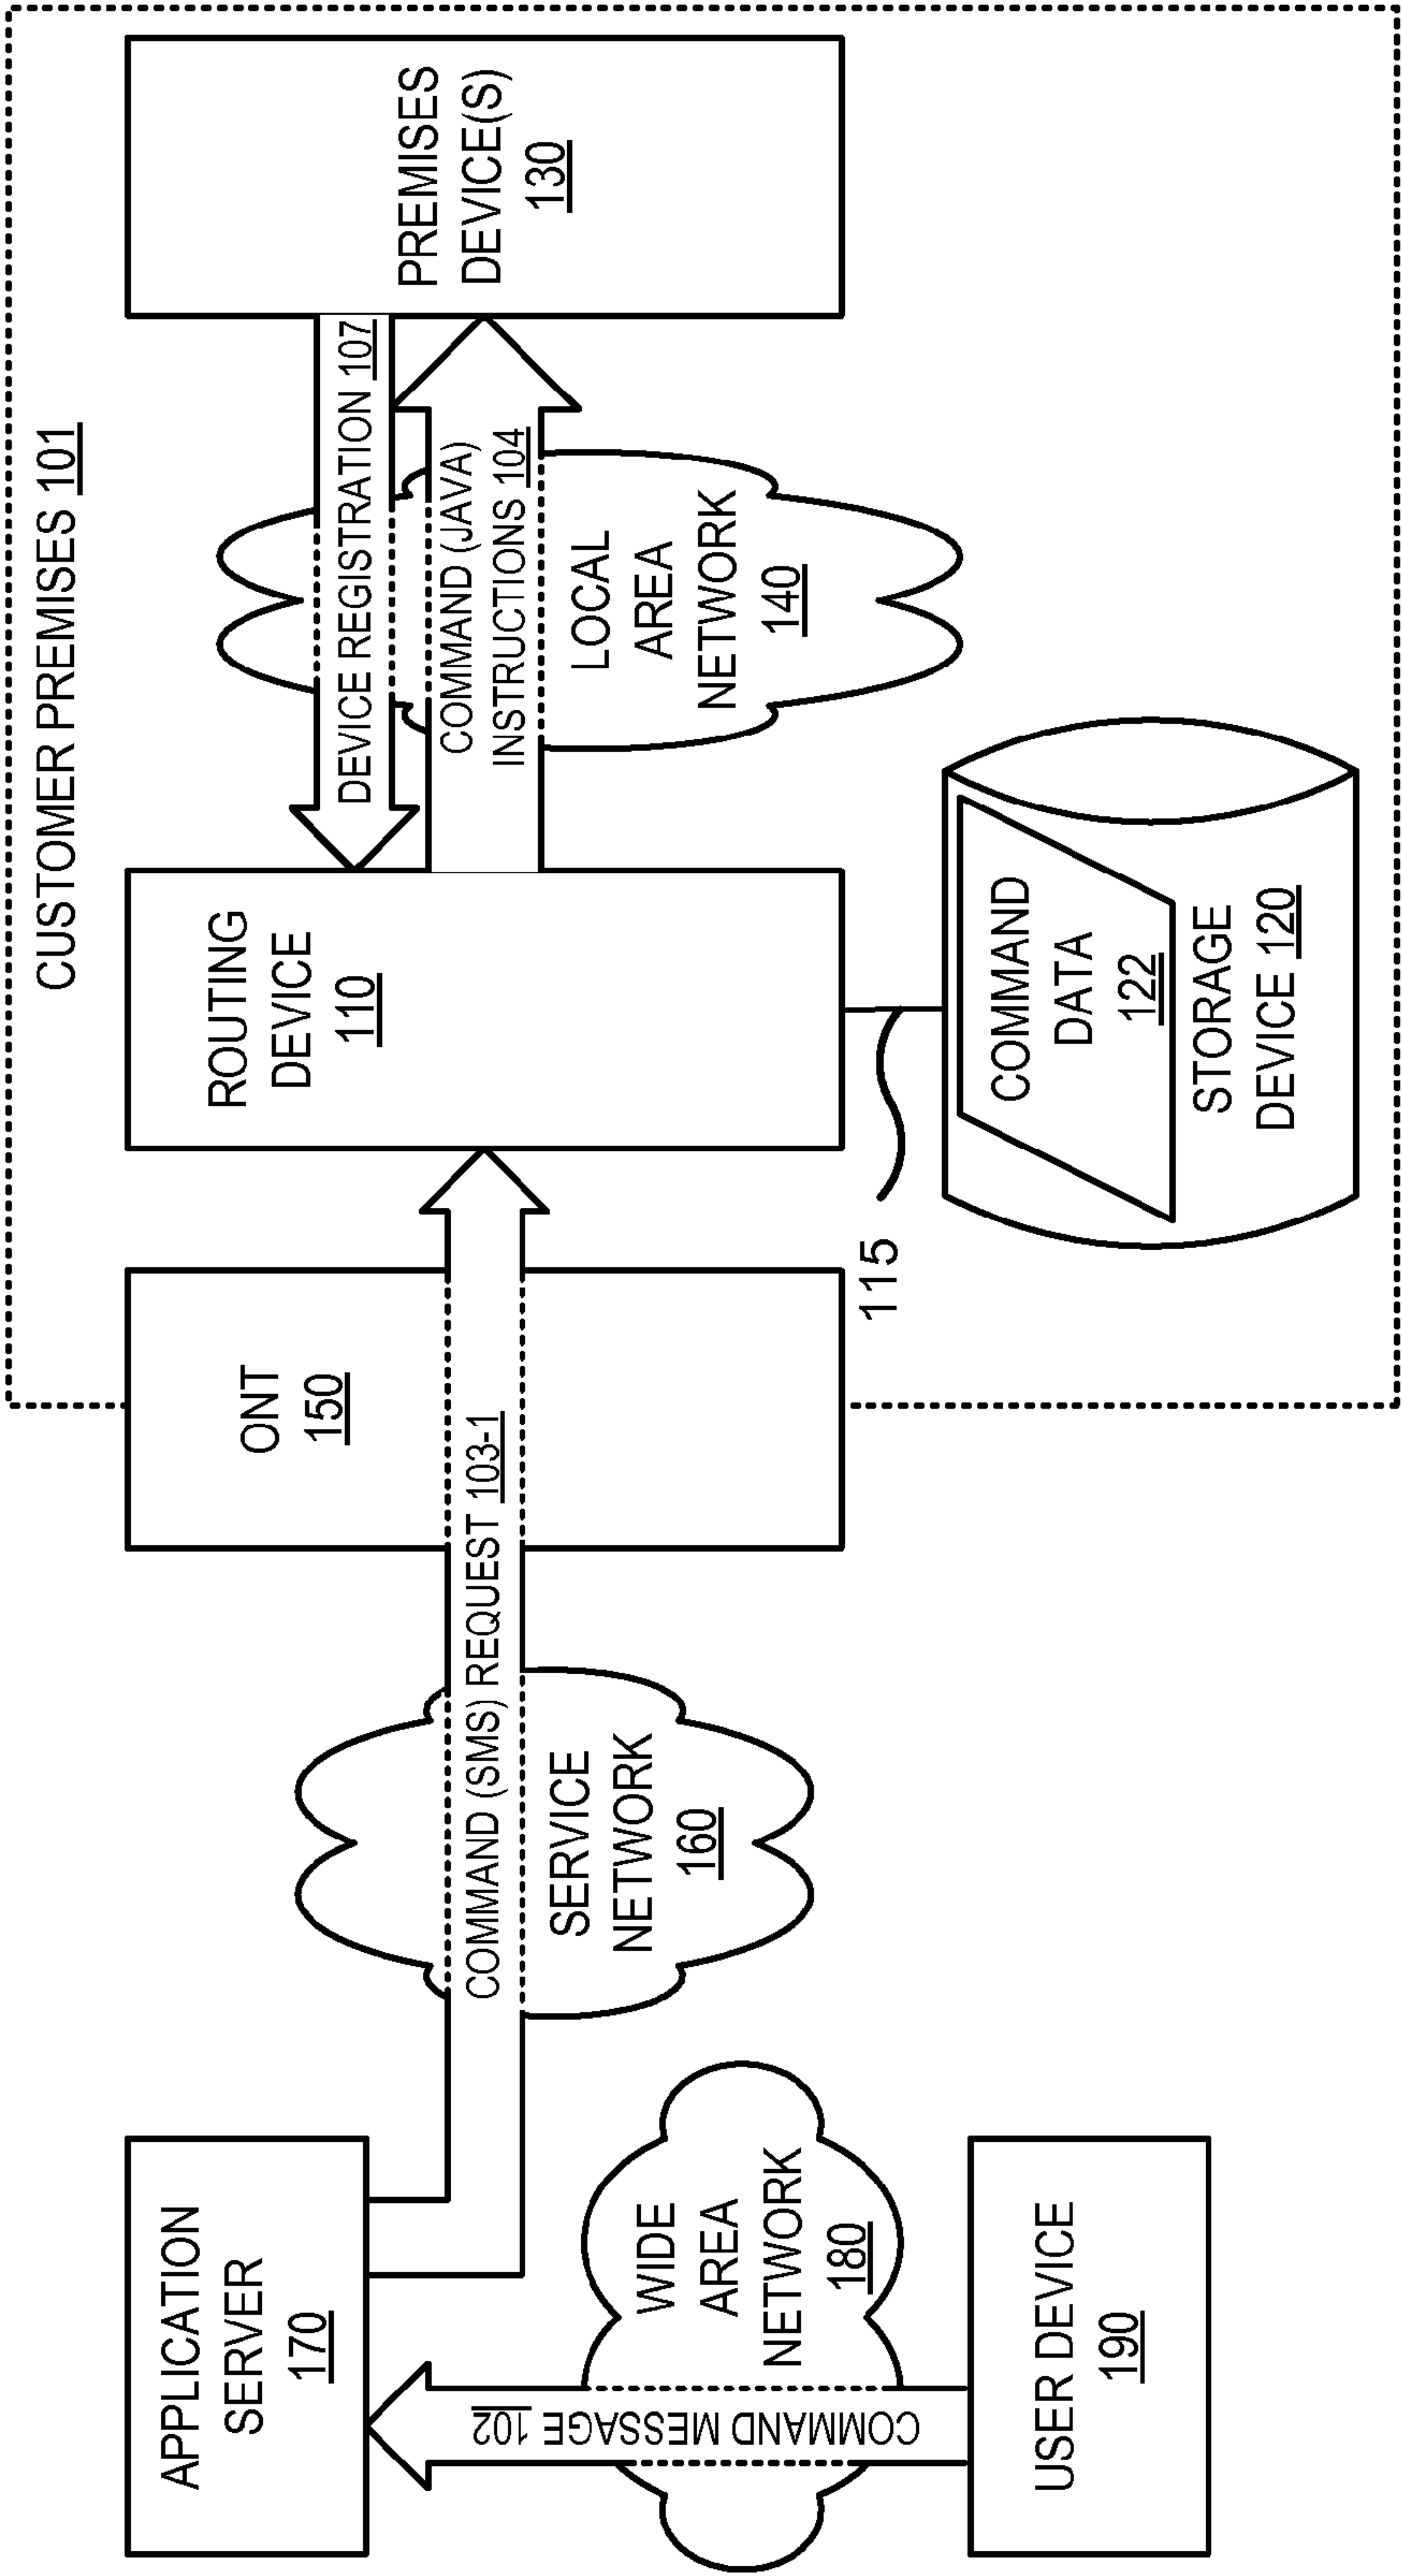 CUSTOMER PREMISES 101
APPLICATION
SERVER
170
COMMAND MESSAGE 102
WIDE
AREA
NETWORK
180
USER DEVICE
190
COMMAND (SMS) REQUEST 103-1
SERVICE
NETWORK
160
ONT
150
ROUTING
DEVICE
110
115
COMMAND
DATA
122
STORAGE
DEVICE 120
DEVICE REGISTRATION 107
COMMAND (JAVA)
INSTRUCTIONS 104
LOCAL
AREA
NETWORK
140
PREMISES
DEVICE(S)
130